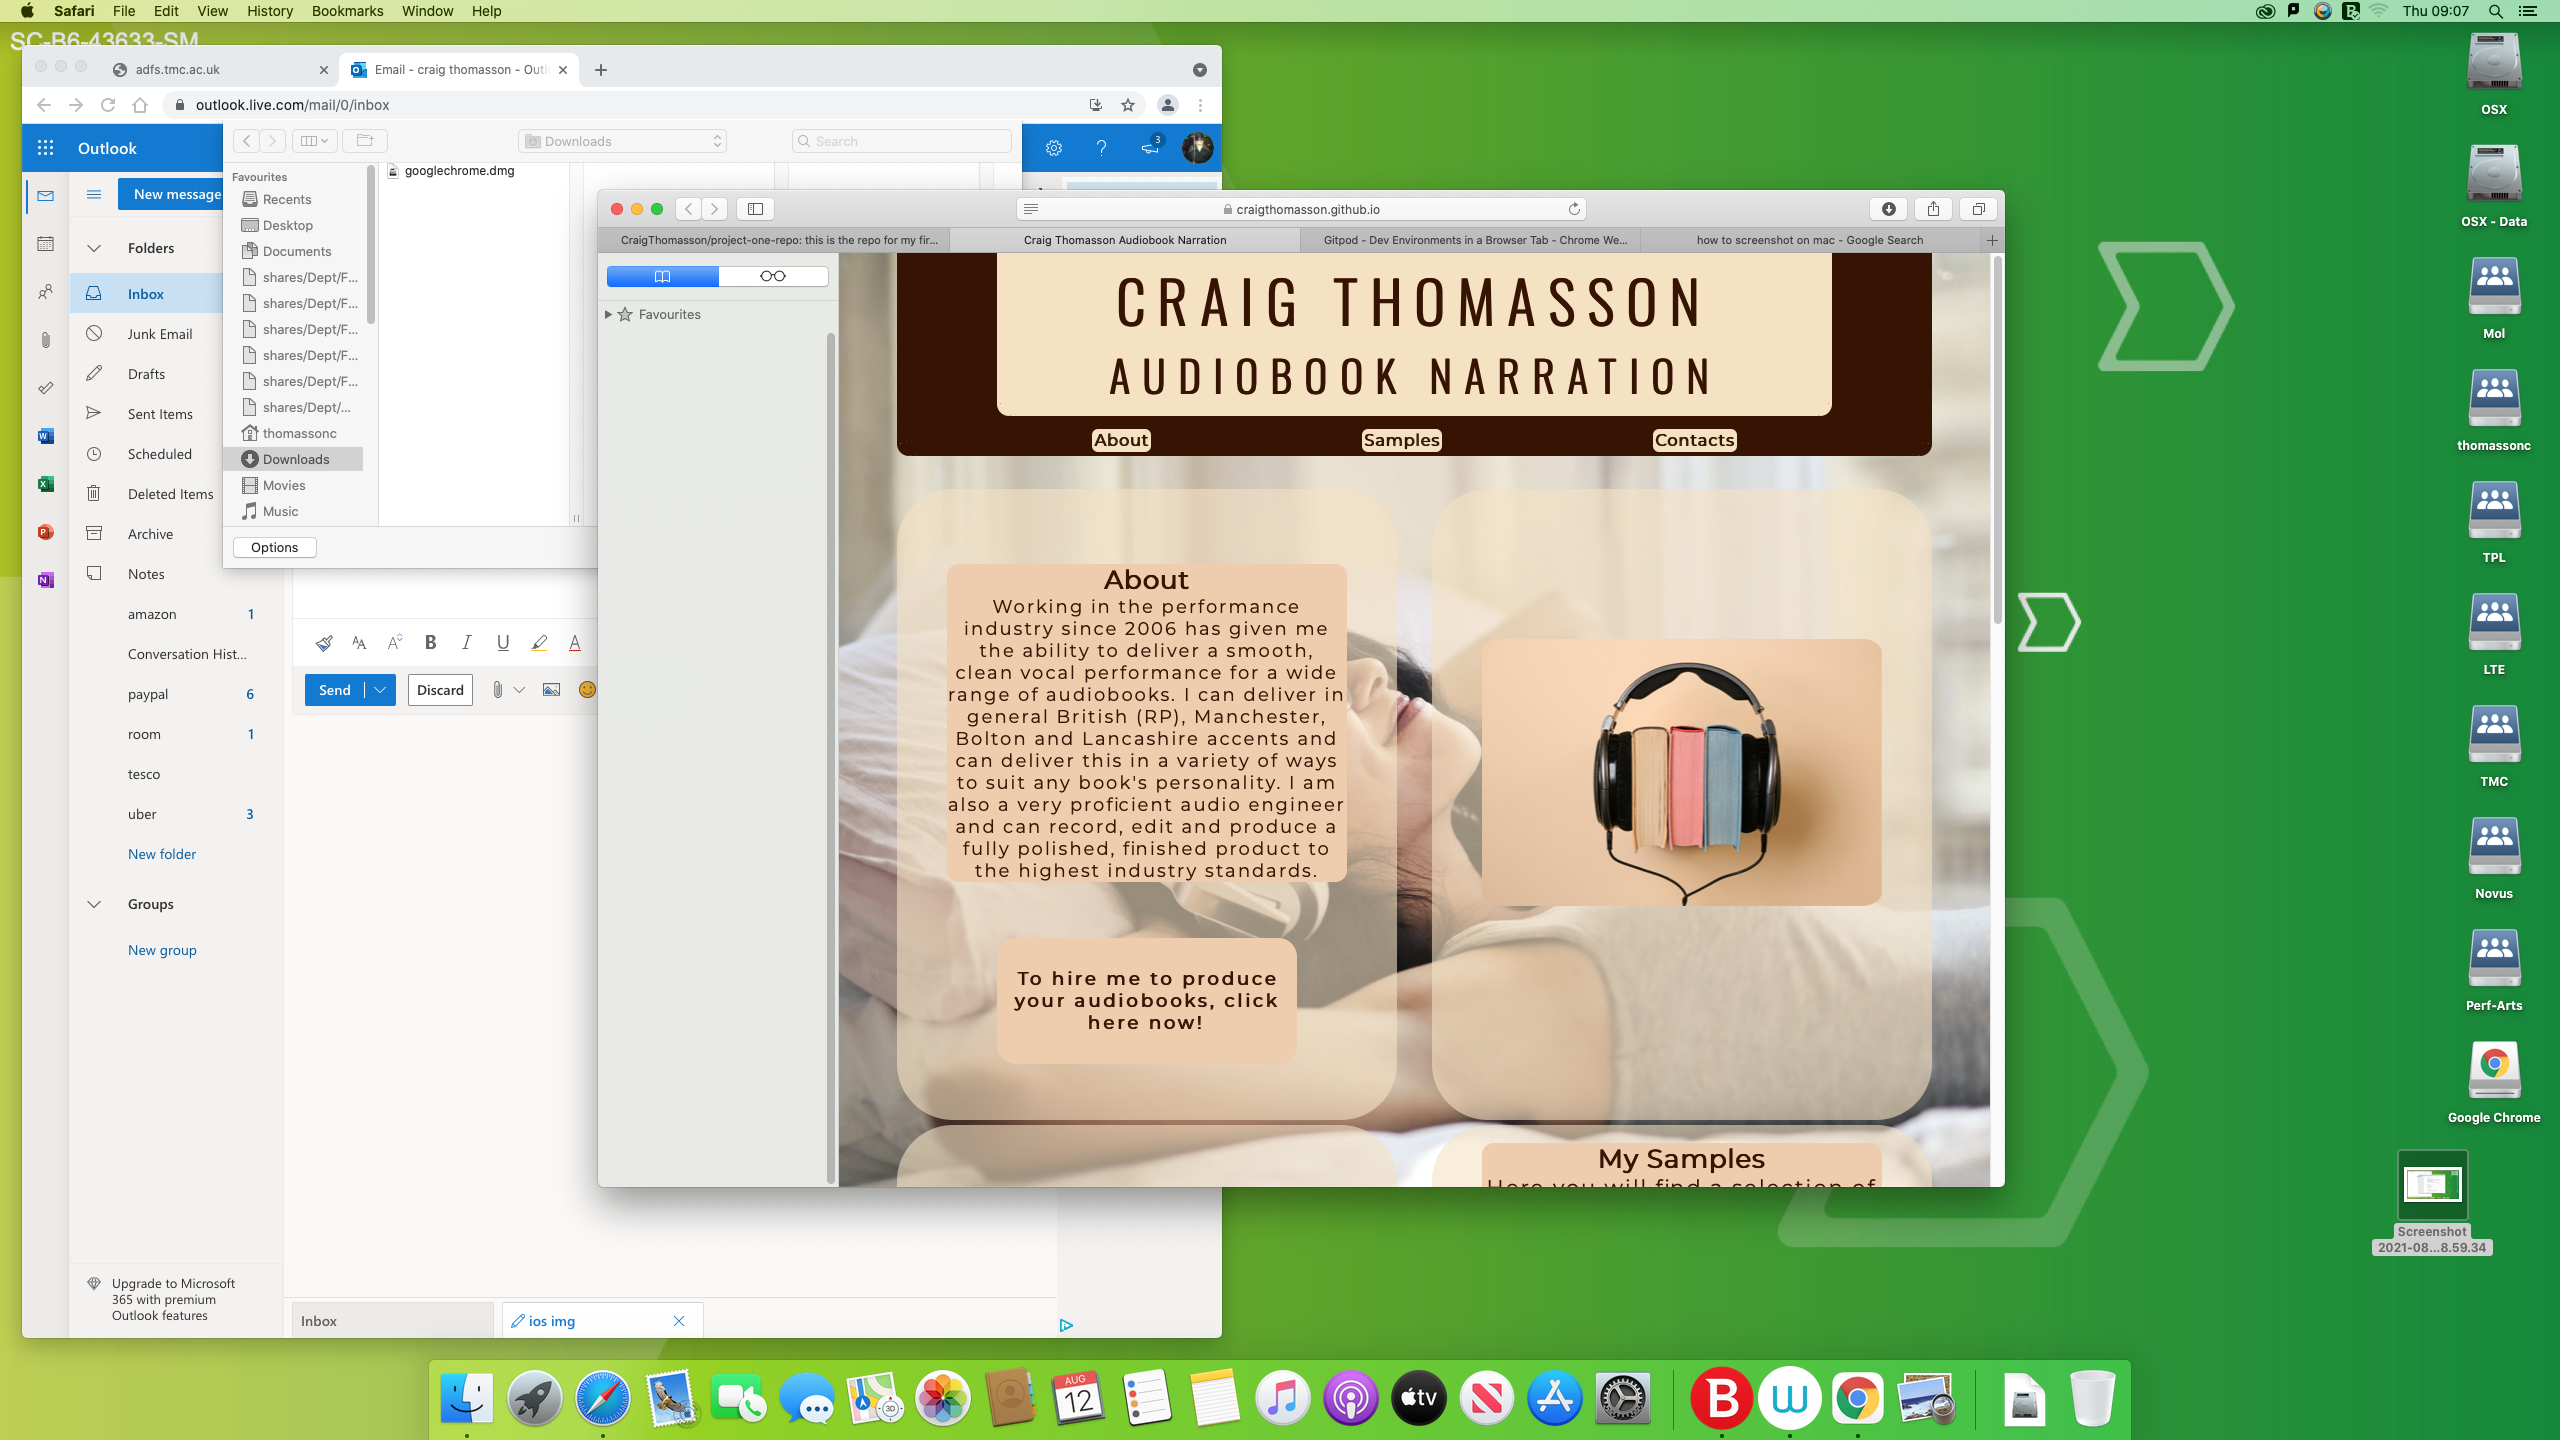 Safari File Edit View History Bookmarks Window Help
Thu 09:07
SC-B6-43633-SM
adfs.tmc.ac.uk
Email - craig thomasson - Outl
outlook.live.com/mail/0/inbox
Outlook
3
Downloads
Search
New message
Favourites
Recents
Desktop
Documents
shares/Dept/F...
shares/Dept/F...
shares/Dept/F...
shares/Dept/F...
shares/Dept/F...
shares/Dept/...
thomassonc
Downloads
Movies
Music
Options
googlechrome.dmg
Folders
Inbox
Junk Email
Drafts
Sent Items
Scheduled
Deleted Items
Archive
Notes
amazon 1
Conversation Hist...
paypal 6
room 1
tesco
uber 3
New folder
Groups
New group
Upgrade to Microsoft
365 with premium
Outlook features
Send
Discard
Inbox
ios img
craigthomasson.github.io
CraigThomasson/project-one-repo: this is the repo for my fir...
Craig Thomasson Audiobook Narration
Gitpod - Dev Environments in a Browser Tab - Chrome We...
how to screenshot on mac - Google Search
Favourites
CRAIG THOMASSON
AUDIOBOOK NARRATION
About
Samples
Contacts
About
Working in the performance
industry since 2006 has given me
the ability to deliver a smooth,
clean vocal performance for a wide
range of audiobooks. I can deliver in
general British (RP), Manchester,
Bolton and Lancashire accents and
can deliver this in a variety of ways
to suit any book's personality. I am
also a very proficient audio engineer
and can record, edit and produce a
fully polished, finished product to
the highest industry standards.
To hire me to produce
your audiobooks, click
here now!
My Samples
Here you will find a selection of
OSX
OSX - Data
Mol
thomassonc
TPL
LTE
TMC
Novus
Perf-Arts
Google Chrome
Screenshot
2021-08...8.59.34
AUG
12
3D
tv
B
W